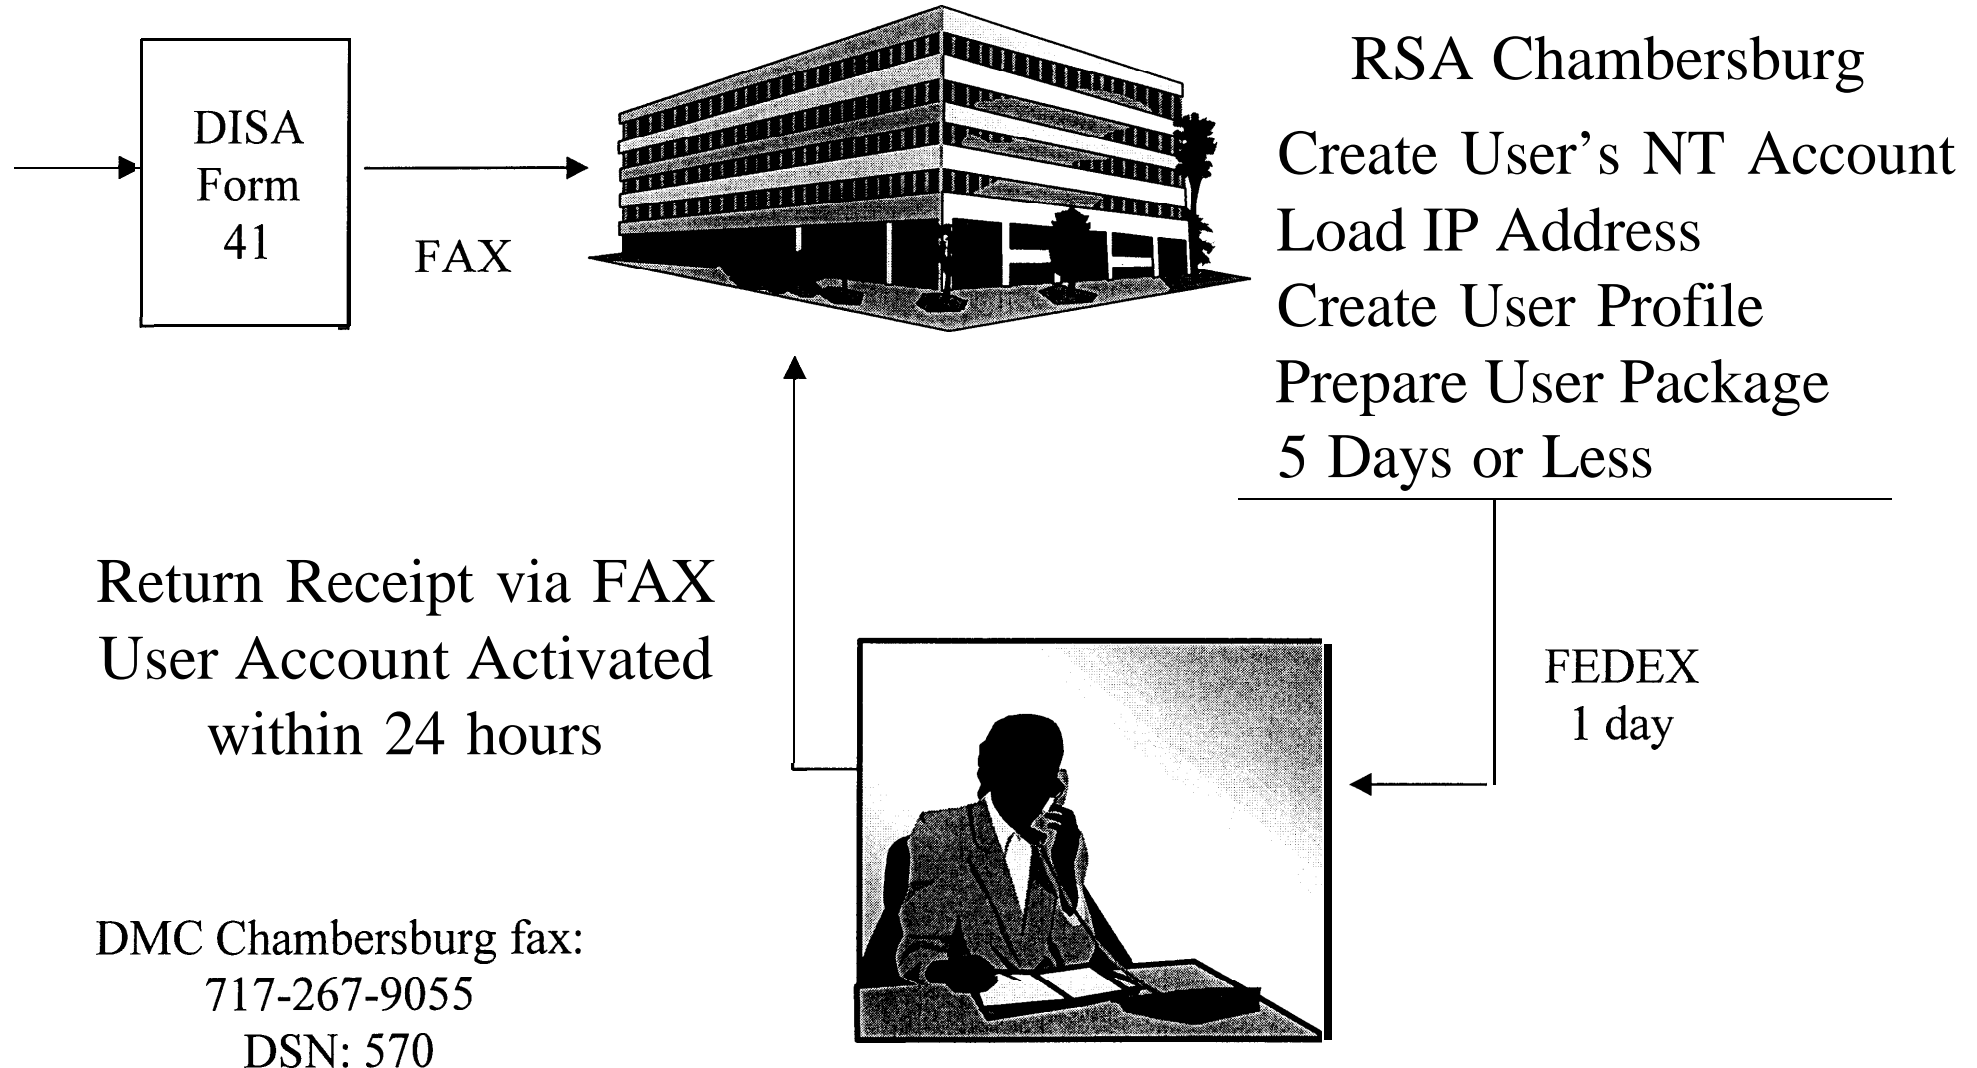 DISA
Form
41
FAX
RSA Chambersburg
Create User's NT Account
Load IP Address
Create User Profile
Prepare User Package
5 Days or Less
Return Receipt via FAX
User Account Activated
within 24 hours
FEDEX
1 day
DMC Chambersburg fax:
717-267-9055
DSN: 570